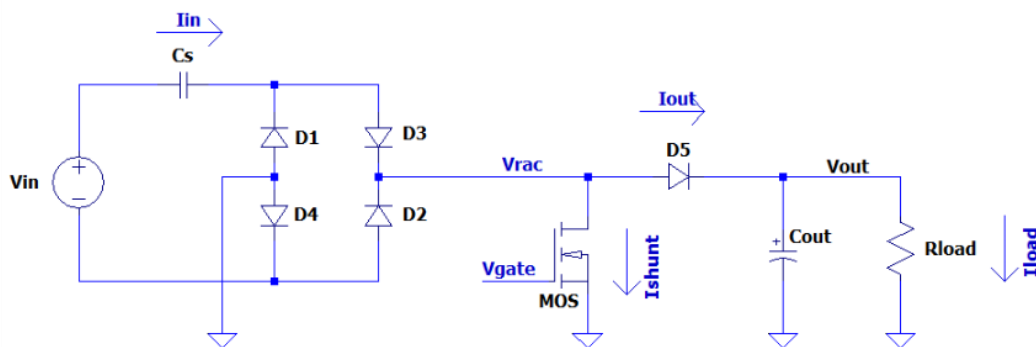 Iin
Cs
Iout
D1
D3
Vrac
D5
Vout
Vin
+
−
D4
D2
+
Cout
Rload
Vgate
MOS
Ishunt
Iload